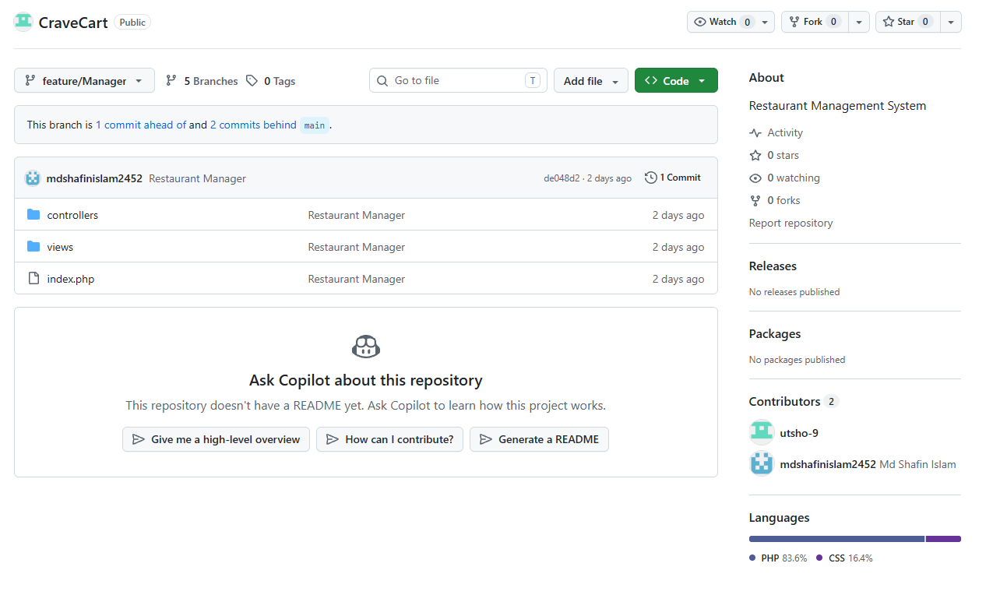 CraveCart Public
Watch 0 Fork 0 Star 0
feature/Manager 5 Branches 0 Tags Go to file T Add file Code
This branch is 1 commit ahead of and 2 commits behind main .
mdshafinislam2452 Restaurant Manager de048d2 · 2 days ago 1 Commit
controllers Restaurant Manager 2 days ago
views Restaurant Manager 2 days ago
index.php Restaurant Manager 2 days ago
Ask Copilot about this repository
This repository doesn't have a README yet. Ask Copilot to learn how this project works.
Give me a high-level overview How can I contribute? Generate a README
About
Restaurant Management System
Activity
0 stars
0 watching
0 forks
Report repository
Releases
No releases published
Packages
No packages published
Contributors 2
utsho-9
mdshafinislam2452 Md Shafin Islam
Languages
PHP 83.6% CSS 16.4%